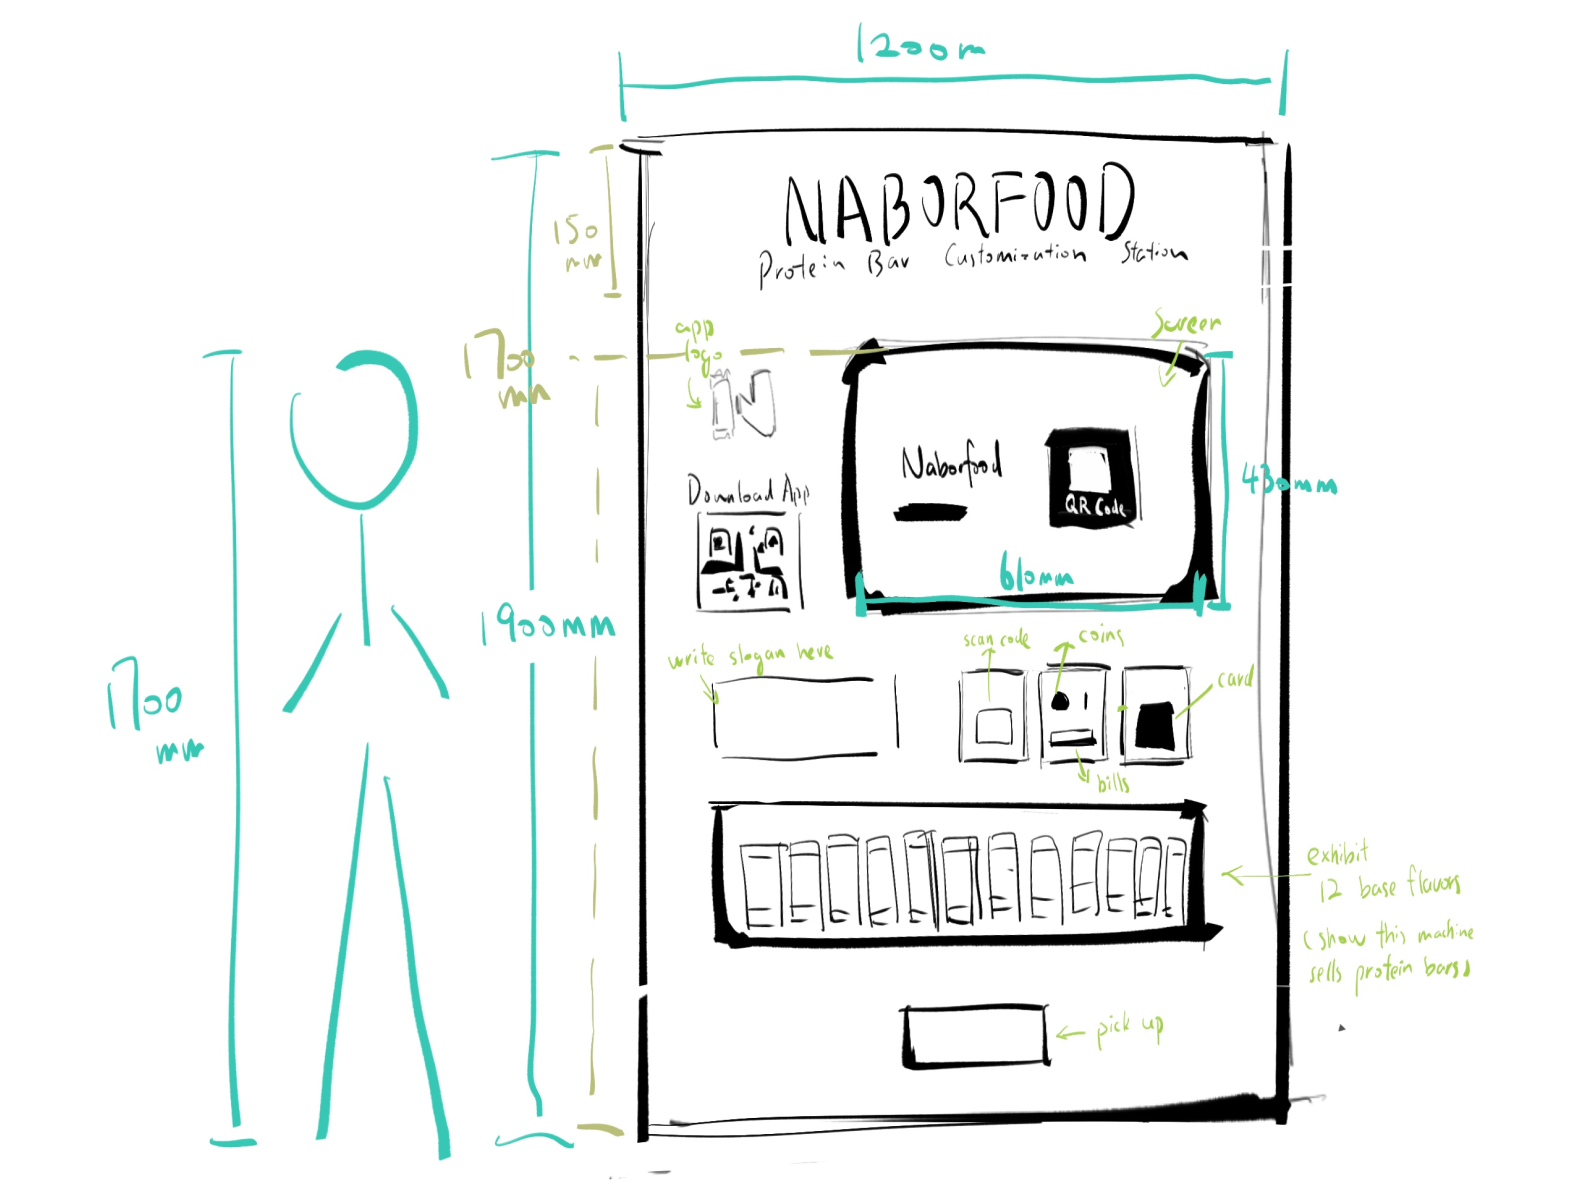 1200m
NABORFOOD
Protein Bar Customization Station
150
mm
1700
mm
app
logo
N
Screen
Naborfood
QR Code
430mm
610mm
Download App
1900mm
1700
mm
write slogan here
scan code
coins
card
bills
exhibit
12 base flavors
(show this machine
sells protein bars)
pick up